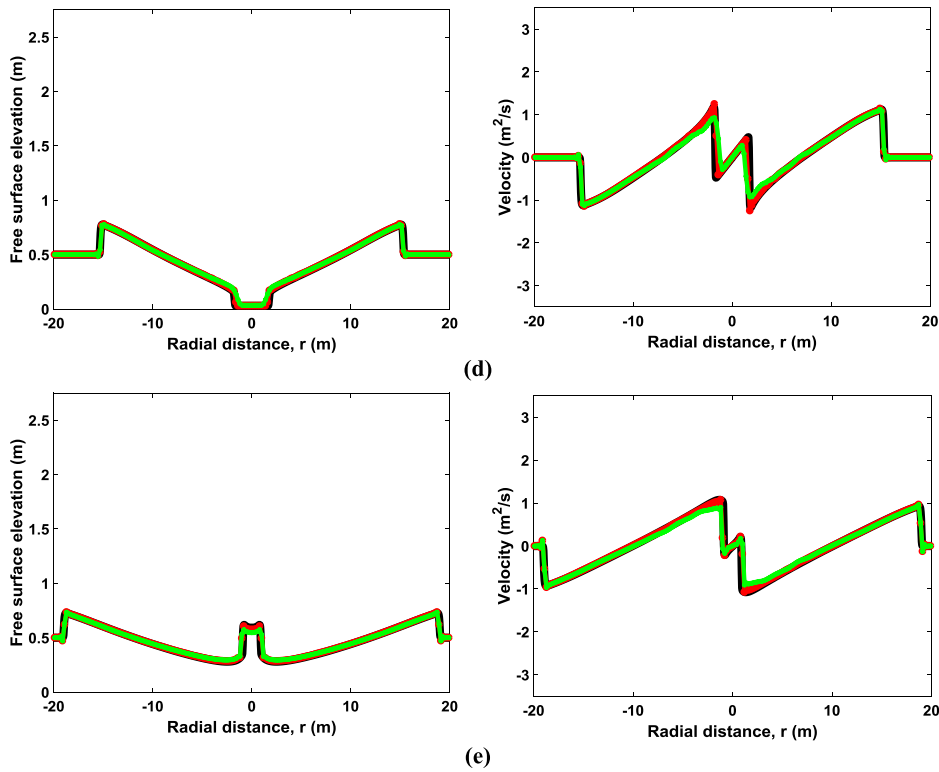 Free surface elevation (m)
2.5
2
1.5
1
0.5
0
-20 -10 0 10 20
Radial distance, r (m)
Velocity (m²/s)
3
2
1
0
-1
-2
-3
-20 -10 0 10 20
Radial distance, r (m)
(d)
Free surface elevation (m)
2.5
2
1.5
1
0.5
0
-20 -10 0 10 20
Radial distance, r (m)
Velocity (m²/s)
3
2
1
0
-1
-2
-3
-20 -10 0 10 20
Radial distance, r (m)
(e)